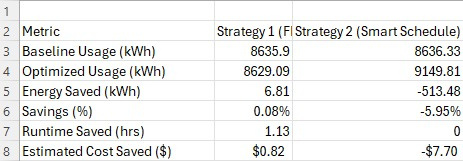 1
2 Metric Strategy 1 (Fl Strategy 2 (Smart Schedule)
3 Baseline Usage (kWh) 8635.9 8636.33
4 Optimized Usage (kWh) 8629.09 9149.81
5 Energy Saved (kWh) 6.81 -513.48
6 Savings (%) 0.08% -5.95%
7 Runtime Saved (hrs) 1.13 0
8 Estimated Cost Saved ($) $0.82 -$7.70